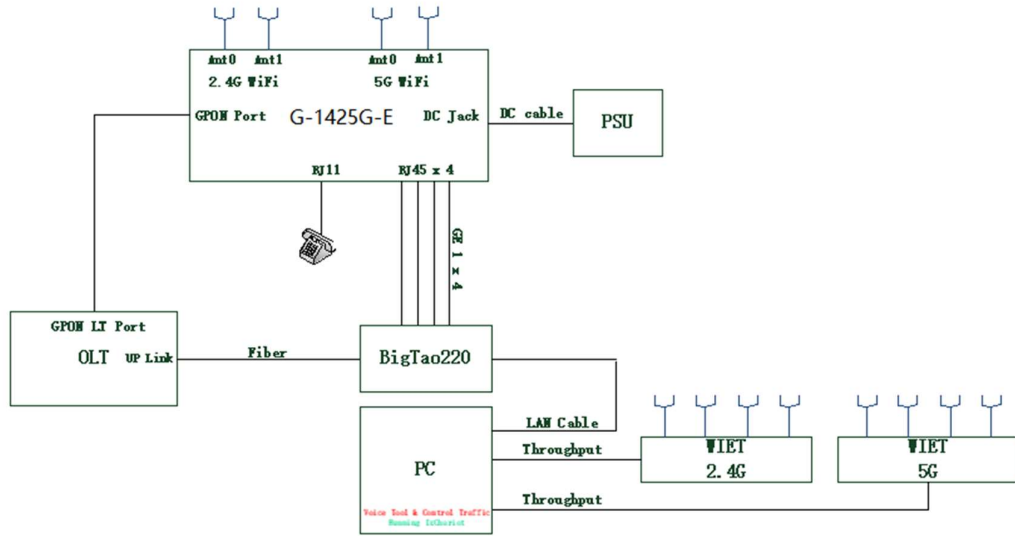 Ant0 Ant1 Ant0 Ant1
2.4G WiFi 5G WiFi
GPON Port G-1425G-E DC Jack DC cable PSU
RJ11 RJ45 x 4
GE 1 x 4
GPON LT Port
OLT UP Link Fiber BigTao220
LAN Cable
Throughput WIET WIET
PC 2.4G 5G
Throughput
Voice Tool & Control Traffic
Running IxChariot